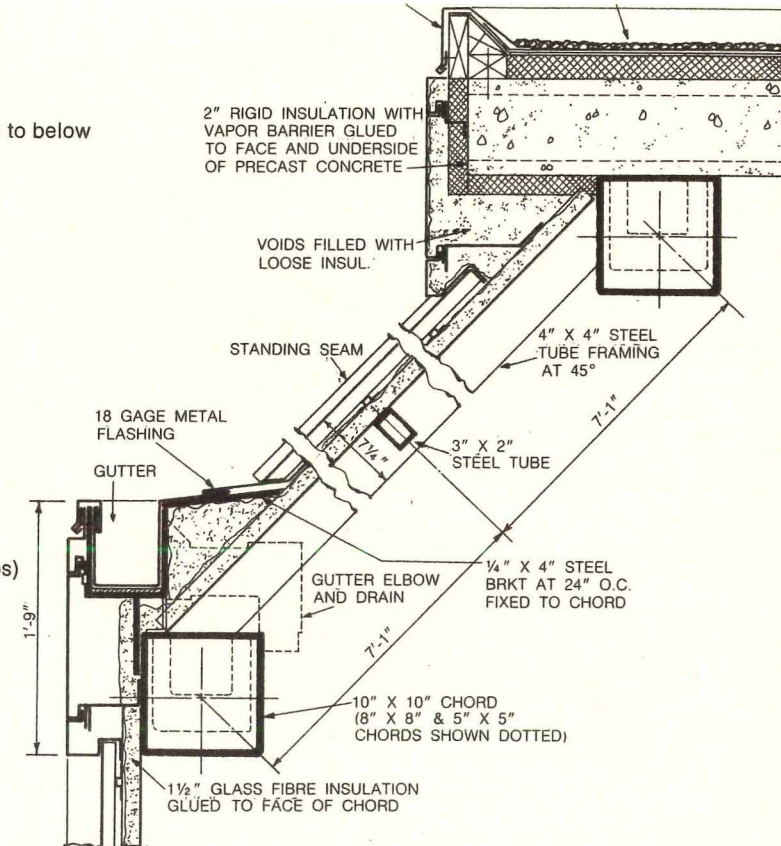 to below
2" RIGID INSULATION WITH
VAPOR BARRIER GLUED
TO FACE AND UNDERSIDE
OF PRECAST CONCRETE
VOIDS FILLED WITH
LOOSE INSUL.
STANDING SEAM
4" X 4" STEEL
TUBE FRAMING
AT 45°
7'-1"
18 GAGE METAL
FLASHING
7¼"
3" X 2"
STEEL TUBE
GUTTER
s)
GUTTER ELBOW
AND DRAIN
¼" X 4" STEEL
BRKT AT 24" O.C.
FIXED TO CHORD
1'-9"
7'-1"
10" X 10" CHORD
(8" X 8" & 5" X 5"
CHORDS SHOWN DOTTED)
1½" GLASS FIBRE INSULATION
GLUED TO FACE OF CHORD